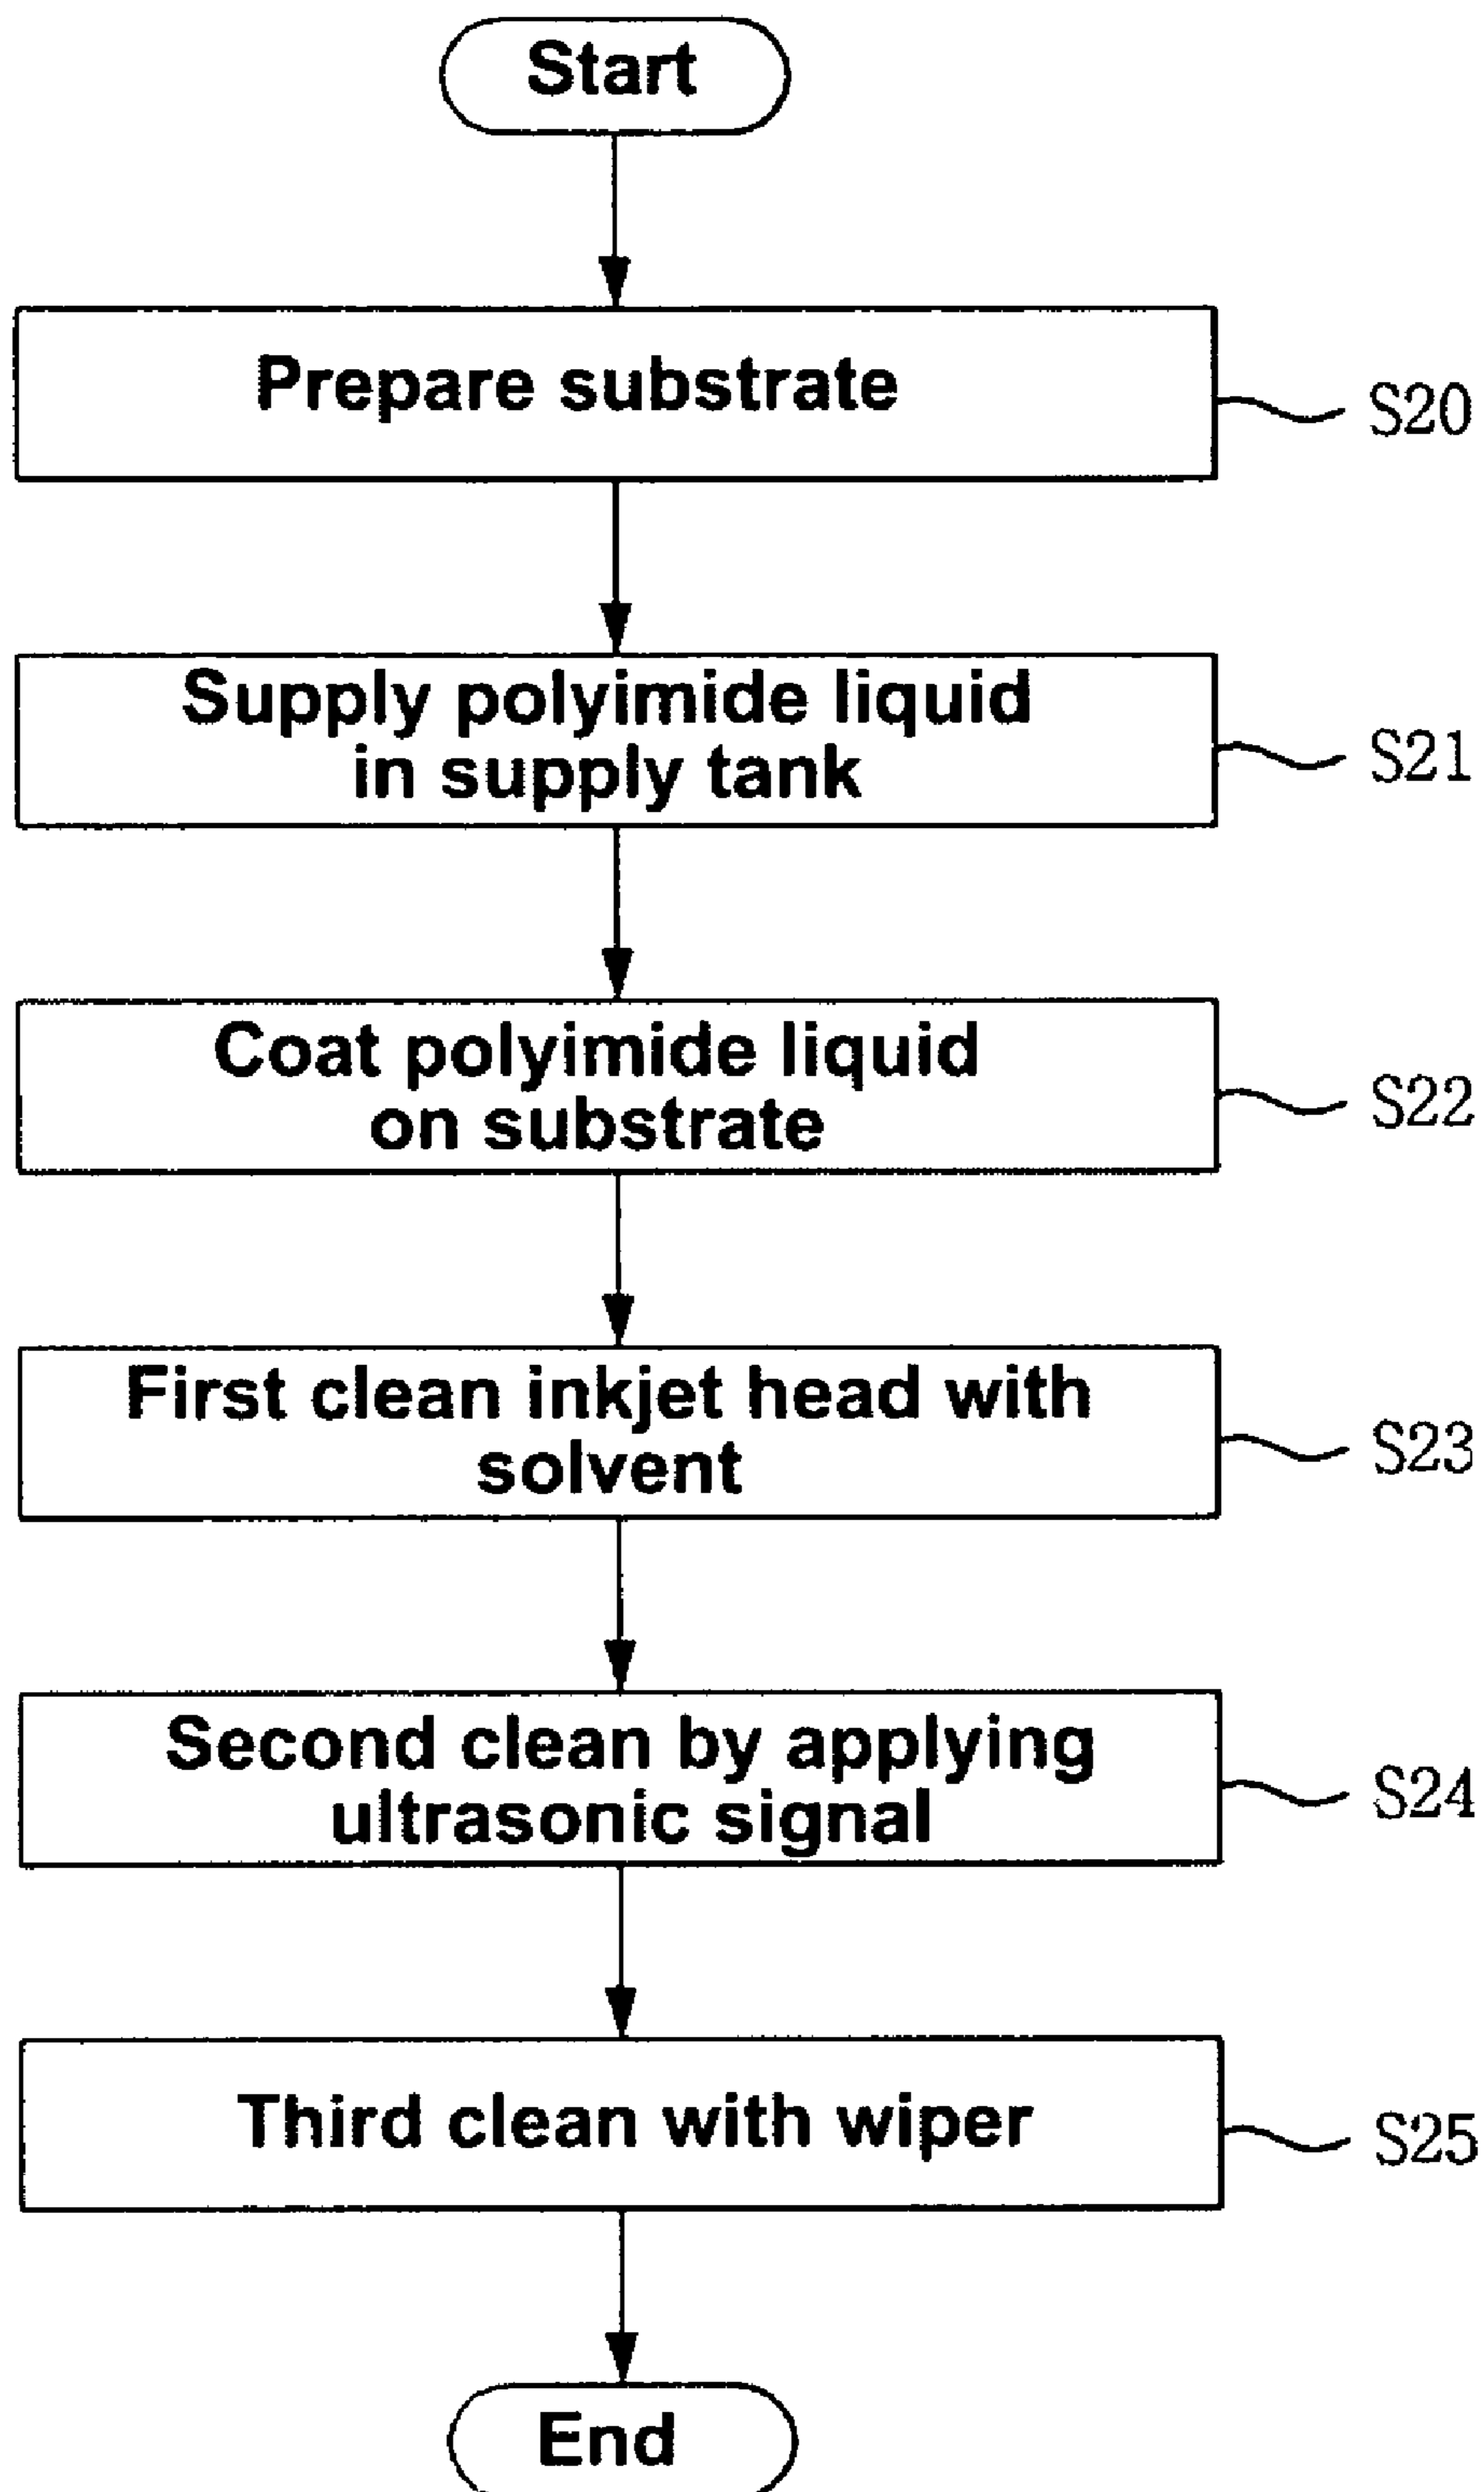 Start
Prepare substrate
S20
Supply polyimide liquid
in supply tank
S21
Coat polyimide liquid
on substrate
S22
First clean inkjet head with
solvent
S23
Second clean by applying
ultrasonic signal
S24
Third clean with wiper
S25
End